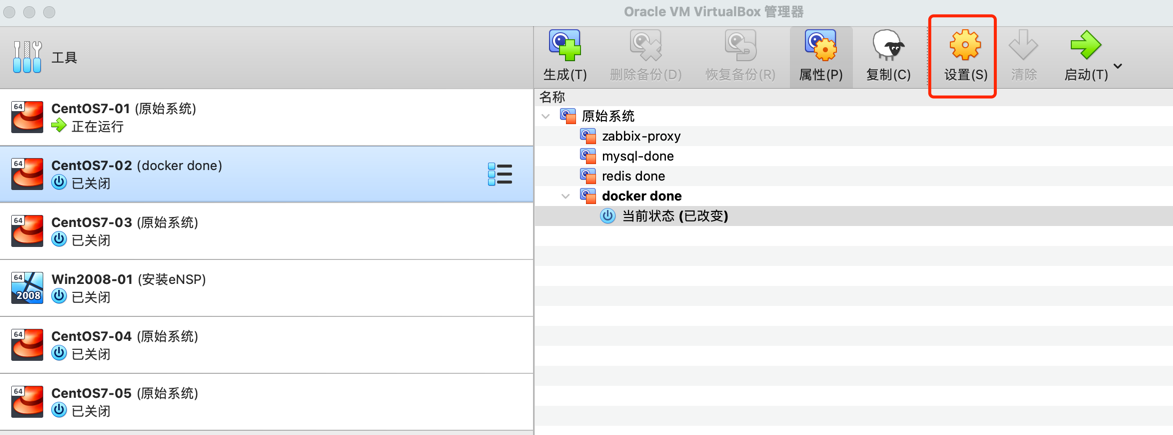 Oracle VM VirtualBox 管理器
工具
生成(T) 删除备份(D) 恢复备份(R) 属性(P) 复制(C) 设置(S) 清除 启动(T)
64
CentOS7-01 (原始系统)
正在运行
64
CentOS7-02 (docker done)
已关闭
64
CentOS7-03 (原始系统)
已关闭
64
2008
Win2008-01 (安装eNSP)
已关闭
64
CentOS7-04 (原始系统)
已关闭
64
CentOS7-05 (原始系统)
已关闭
名称
原始系统
zabbix-proxy
mysql-done
redis done
docker done
当前状态 (已改变)